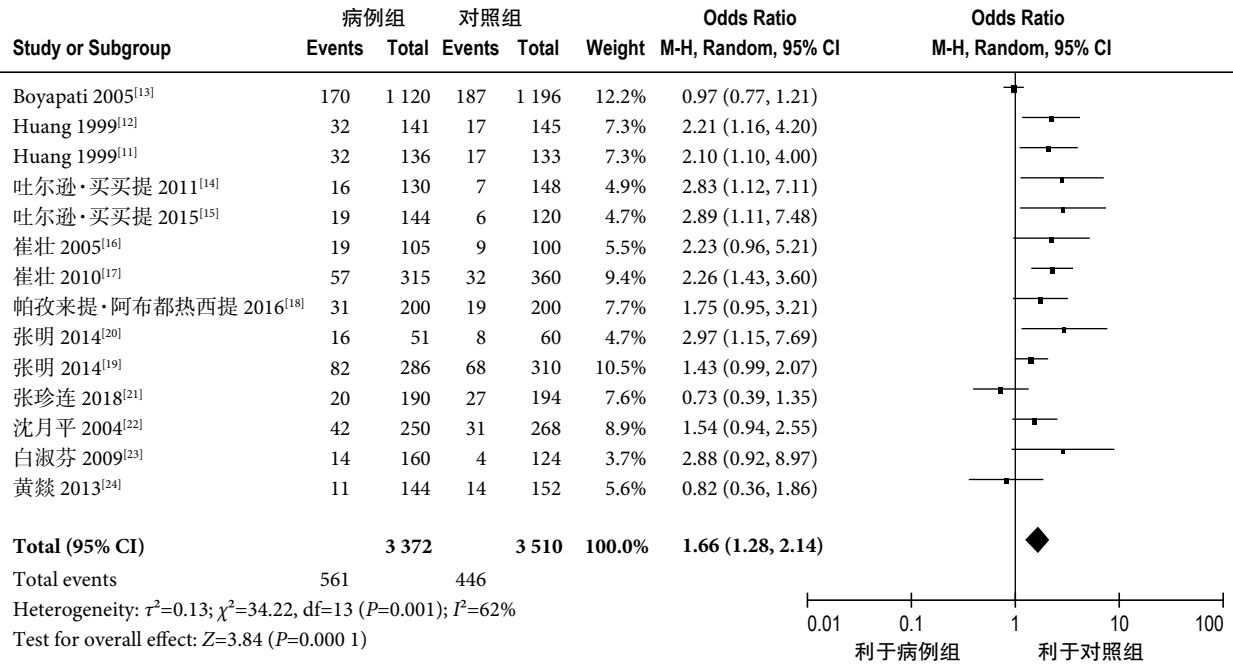 病例组 对照组 Odds Ratio Odds Ratio
Study or Subgroup Events Total Events Total Weight M-H, Random, 95% CI M-H, Random, 95% CI
Boyapati 2005[13] 170 1 120 187 1 196 12.2% 0.97 (0.77, 1.21)
Huang 1999[12] 32 141 17 145 7.3% 2.21 (1.16, 4.20)
Huang 1999[11] 32 136 17 133 7.3% 2.10 (1.10, 4.00)
吐尔逊·买买提 2011[14] 16 130 7 148 4.9% 2.83 (1.12, 7.11)
吐尔逊·买买提 2015[15] 19 144 6 120 4.7% 2.89 (1.11, 7.48)
崔壮 2005[16] 19 105 9 100 5.5% 2.23 (0.96, 5.21)
崔壮 2010[17] 57 315 32 360 9.4% 2.26 (1.43, 3.60)
帕孜来提·阿布都热西提 2016[18] 31 200 19 200 7.7% 1.75 (0.95, 3.21)
张明 2014[20] 16 51 8 60 4.7% 2.97 (1.15, 7.69)
张明 2014[19] 82 286 68 310 10.5% 1.43 (0.99, 2.07)
张珍连 2018[21] 20 190 27 194 7.6% 0.73 (0.39, 1.35)
沈月平 2004[22] 42 250 31 268 8.9% 1.54 (0.94, 2.55)
白淑芬 2009[23] 14 160 4 124 3.7% 2.88 (0.92, 8.97)
黄燚 2013[24] 11 144 14 152 5.6% 0.82 (0.36, 1.86)
Total (95% CI) 3 372 3 510 100.0% 1.66 (1.28, 2.14)
Total events 561 446
Heterogeneity: τ²=0.13; χ²=34.22, df=13 (P=0.001); I²=62%
Test for overall effect: Z=3.84 (P=0.000 1)
0.01 0.1 1 10 100
利于病例组 利于对照组